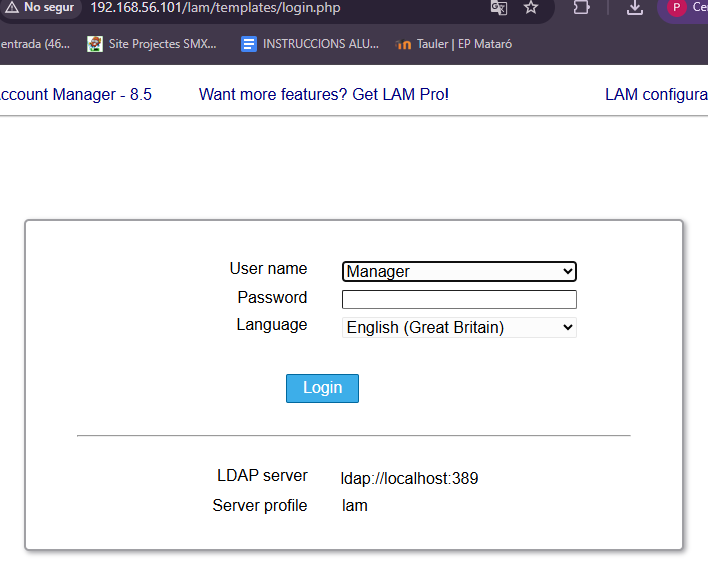 No segur 192.168.56.101/lam/templates/login.php P Ce
entrada (46... Site Projectes SMX... INSTRUCCIONS ALU... Tauler | EP Mataró
ccount Manager - 8.5 Want more features? Get LAM Pro! LAM configura
User name Manager
Password
Language English (Great Britain)
Login
LDAP server ldap://localhost:389
Server profile lam